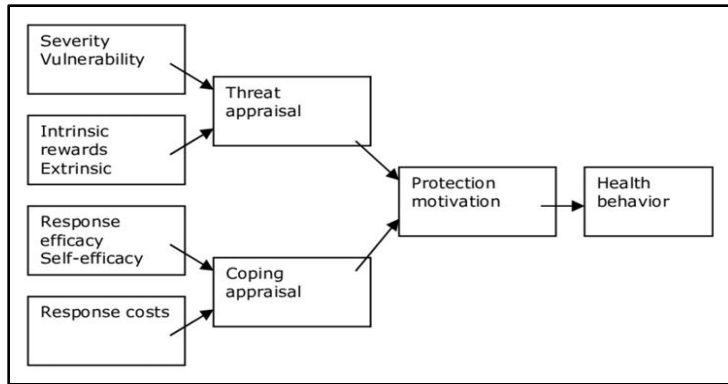 Severity
Vulnerability
Intrinsic
rewards
Extrinsic
Response
efficacy
Self-efficacy
Response costs
Threat
appraisal
Coping
appraisal
Protection
motivation
Health
behavior